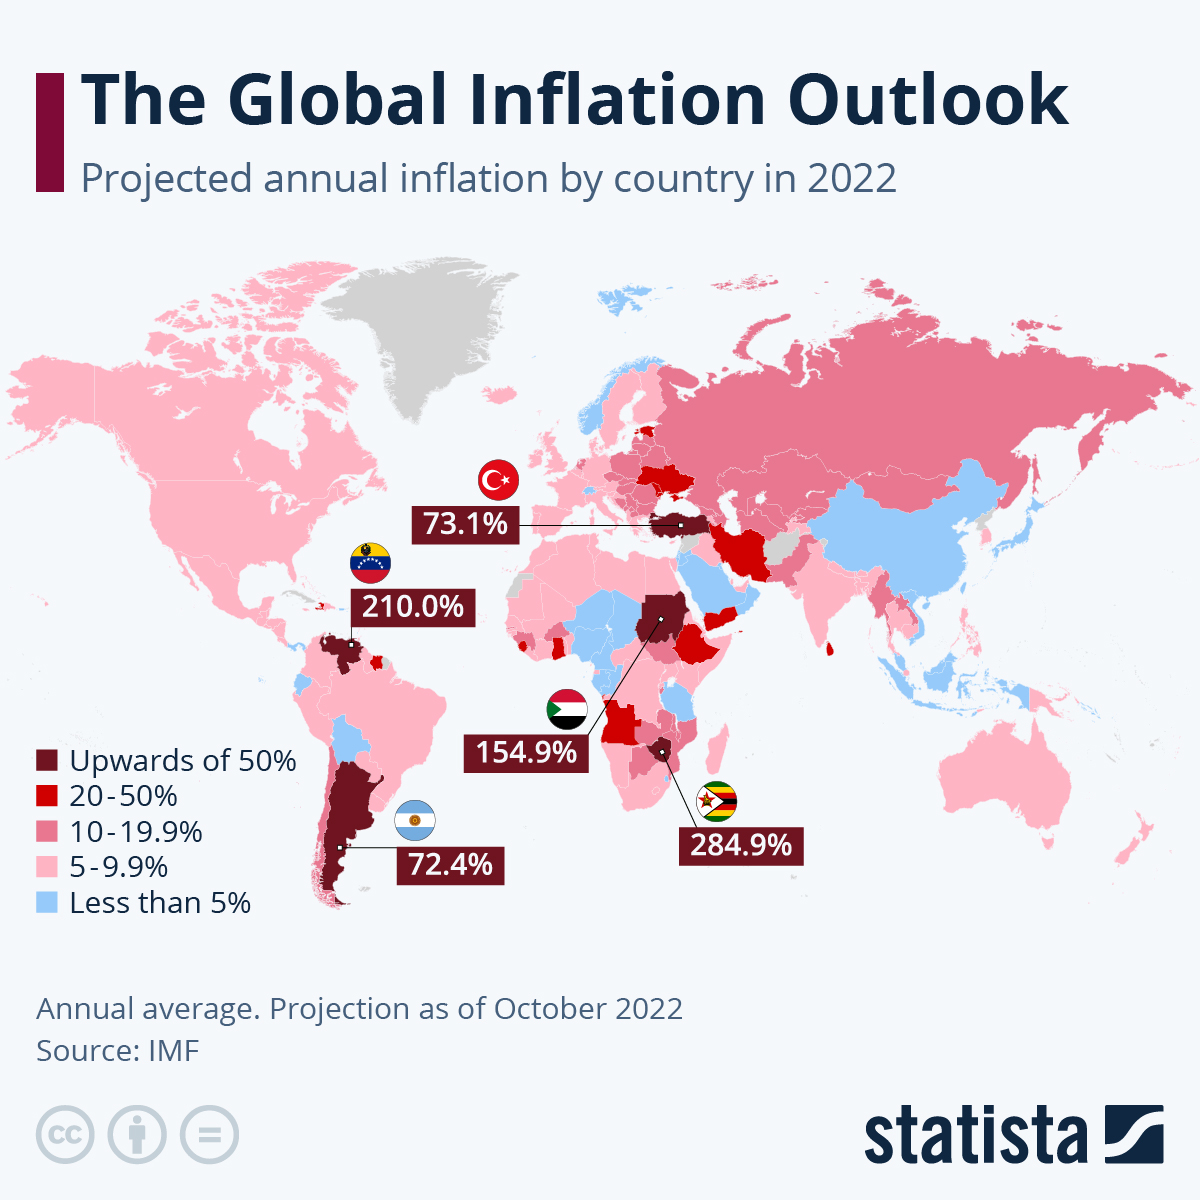 The Global Inflation Outlook
Projected annual inflation by country in 2022
73.1%
210.0%
154.9%
284.9%
72.4%
Upwards of 50%
20-50%
10-19.9%
5-9.9%
Less than 5%
Annual average. Projection as of October 2022
Source: IMF
cc
statista